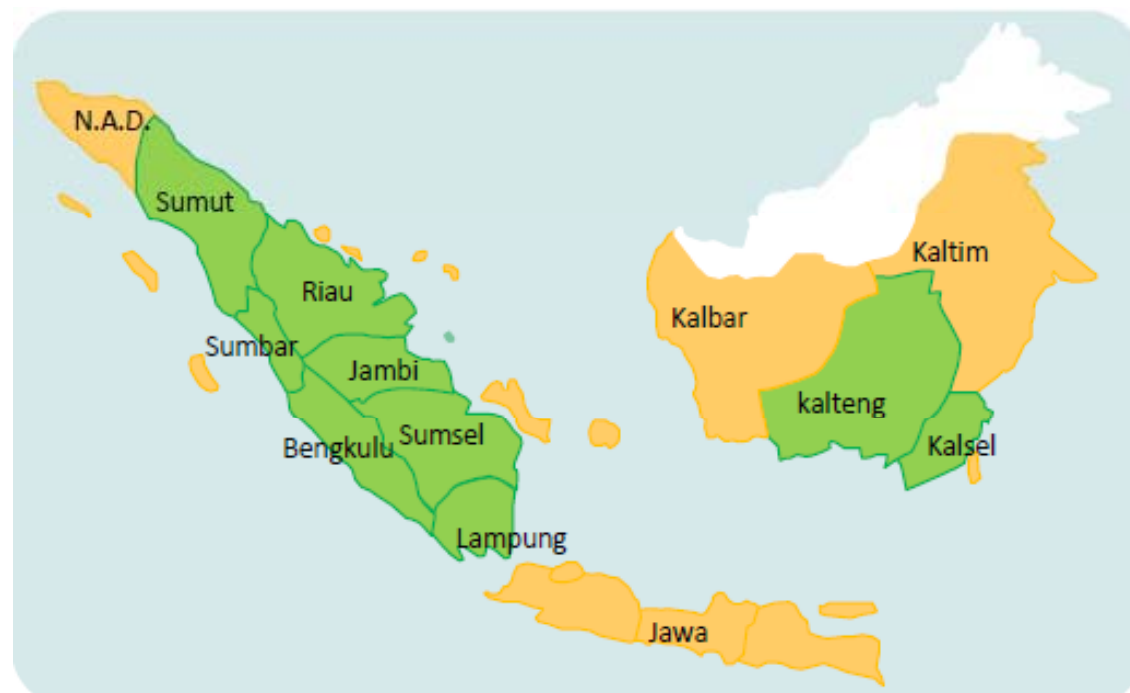 N.A.D.
Sumut
Riau
Sumbar
Jambi
Bengkulu
Sumsel
Lampung
Jawa
Kalbar
Kaltim
kalteng
Kalsel